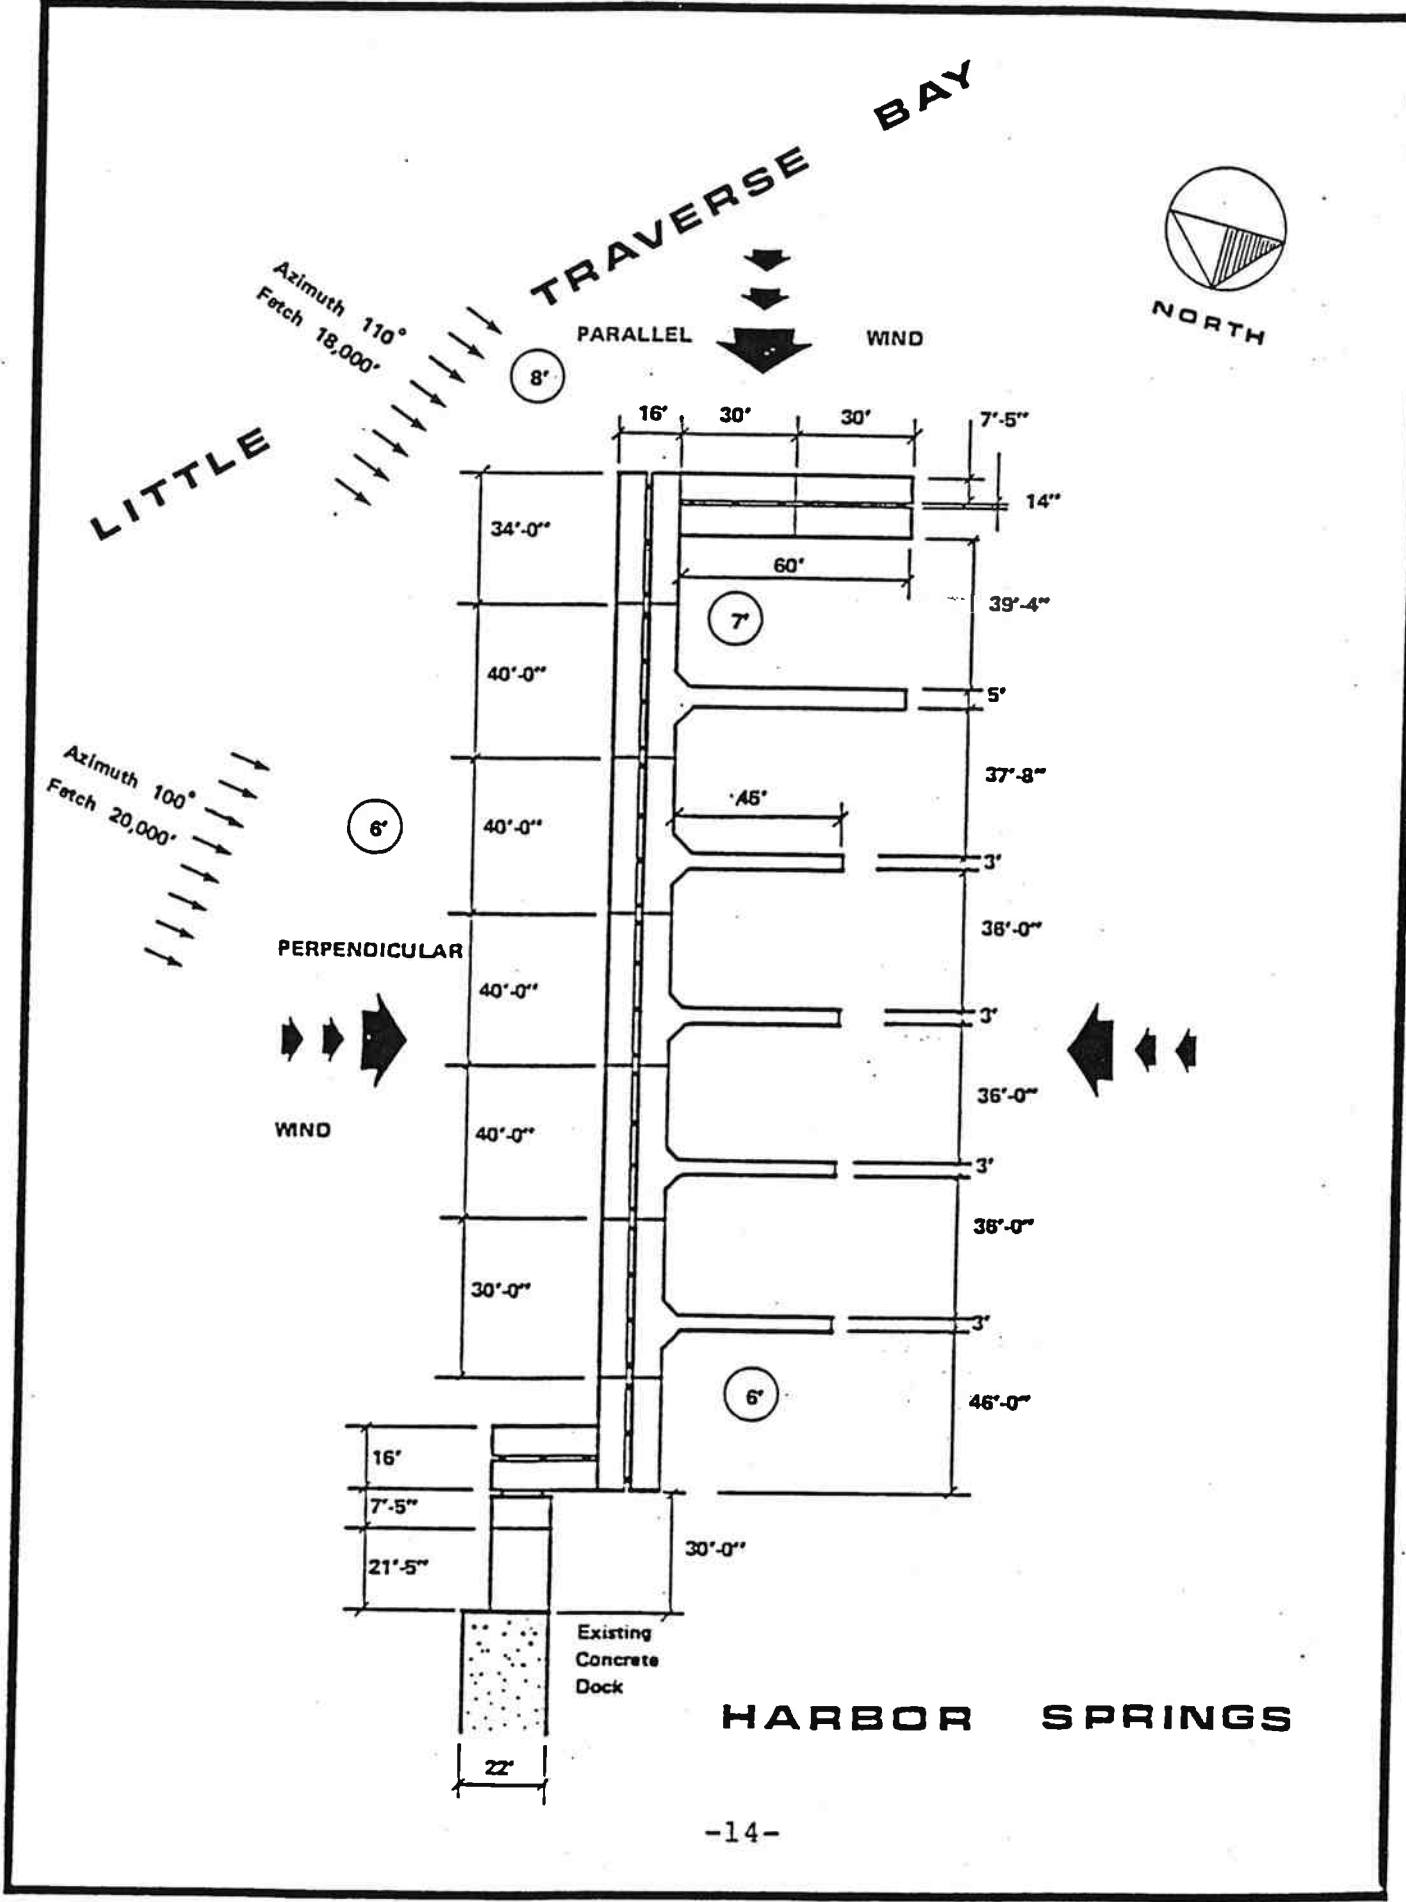 LITTLE TRAVERSE BAY
NORTH
Azimuth 110°
Fetch 18,000'
8'
PARALLEL WIND
16' 30' 30' 7'-5"
14"
34'-0"
60'
39'-4"
7'
40'-0"
5'
37'-8"
Azimuth 100°
Fetch 20,000'
6'
45'
40'-0"
3'
36'-0"
PERPENDICULAR
40'-0"
3'
WIND
36'-0"
40'-0"
3'
36'-0"
30'-0"
3'
6'
46'-0"
16'
7'-5"
30'-0"
21'-5"
Existing
Concrete
Dock
HARBOR SPRINGS
22'
-14-